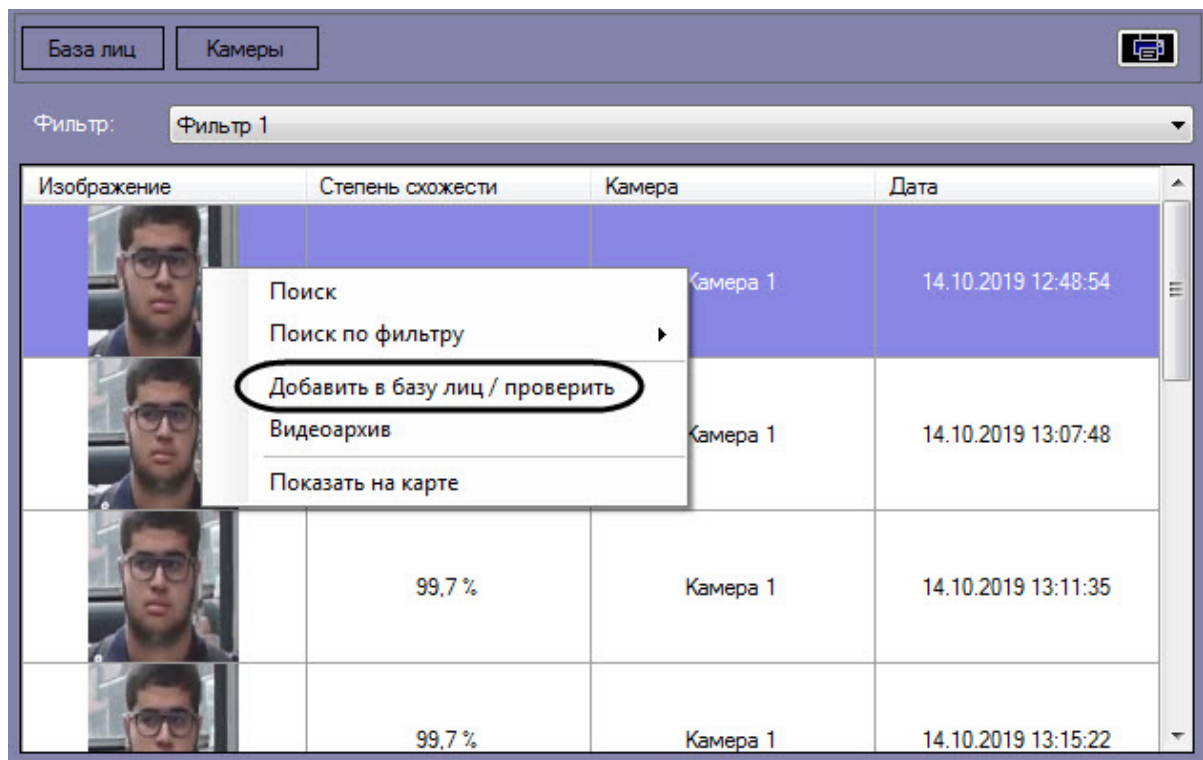 База лиц Камеры
Фильтр: Фильтр 1
Изображение Степень схожести Камера Дата
Камера 1 14.10.2019 12:48:54
Поиск
Поиск по фильтру
Добавить в базу лиц / проверить
Видеоархив
Показать на карте
Камера 1 14.10.2019 13:07:48
99,7 % Камера 1 14.10.2019 13:11:35
99,7 % Камера 1 14.10.2019 13:15:22